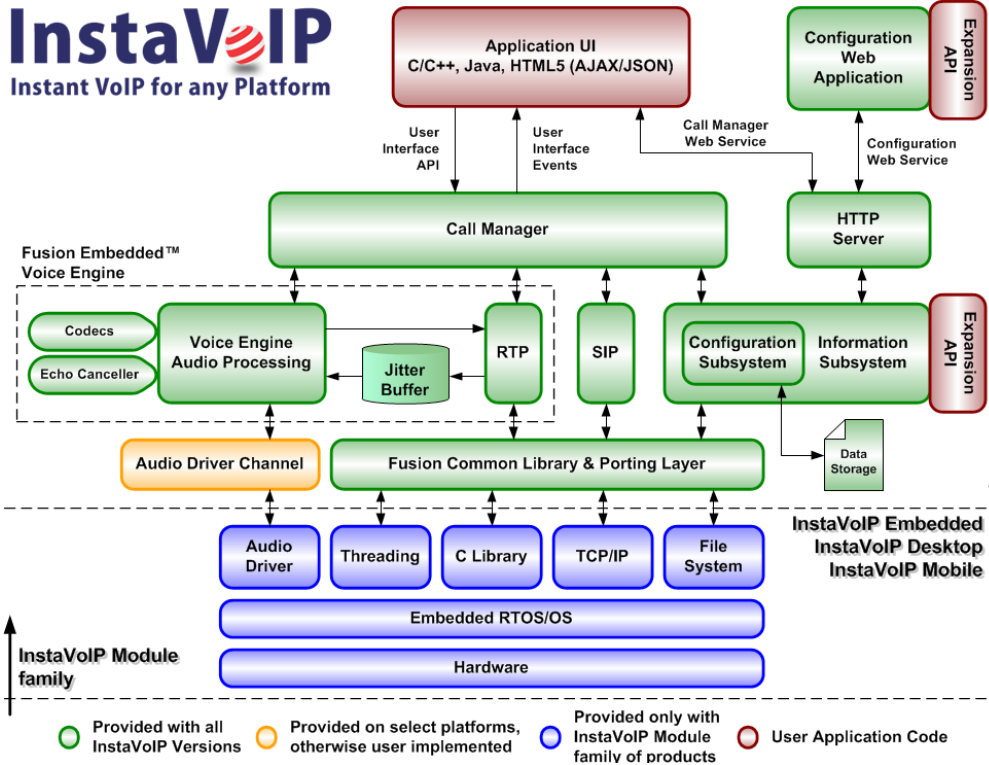 InstaVoIP
Instant VoIP for any Platform
Application UI
C/C++, Java, HTML5 (AJAX/JSON)
Configuration
Web
Application
Expansion
API
User
Interface
API
User
Interface
Events
Call Manager
Web Service
Configuration
Web Service
Call Manager
HTTP
Server
Fusion Embedded™
Voice Engine
Codecs
Echo Canceller
Voice Engine
Audio Processing
Jitter
Buffer
RTP
SIP
Configuration
Subsystem
Information
Subsystem
Expansion
API
Audio Driver Channel
Fusion Common Library & Porting Layer
Data
Storage
InstaVoIP Embedded
InstaVoIP Desktop
InstaVoIP Mobile
Audio
Driver
Threading
C Library
TCP/IP
File
System
Embedded RTOS/OS
Hardware
InstaVoIP Module
family
Provided with all
InstaVoIP Versions
Provided on select platforms,
otherwise user implemented
Provided only with
InstaVoIP Module
family of products
User Application Code